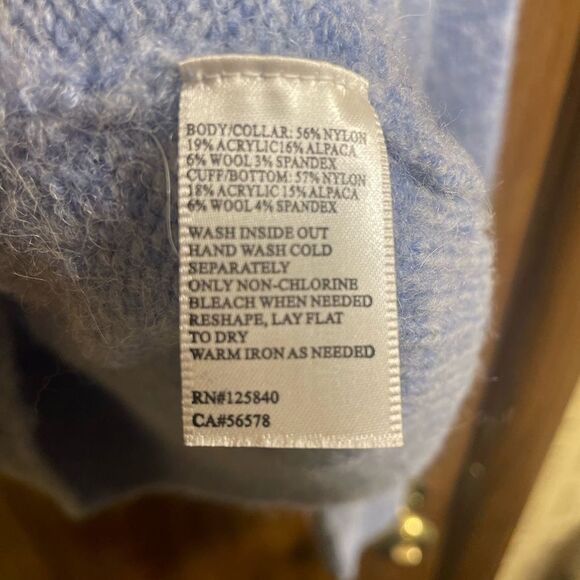 BODY/COLLAR: 56% NYLON
19% ACRYLIC16% ALPACA
6% WOOL 3% SPANDEX
CUFF/BOTTOM: 57% NYLON
18% ACRYLIC 15% ALPACA
6% WOOL 4% SPANDEX
WASH INSIDE OUT
HAND WASH COLD
SEPARATELY
ONLY NON-CHLORINE
BLEACH WHEN NEEDED
RESHAPE, LAY FLAT
TO DRY
WARM IRON AS NEEDED
RN#125840
CA#56578